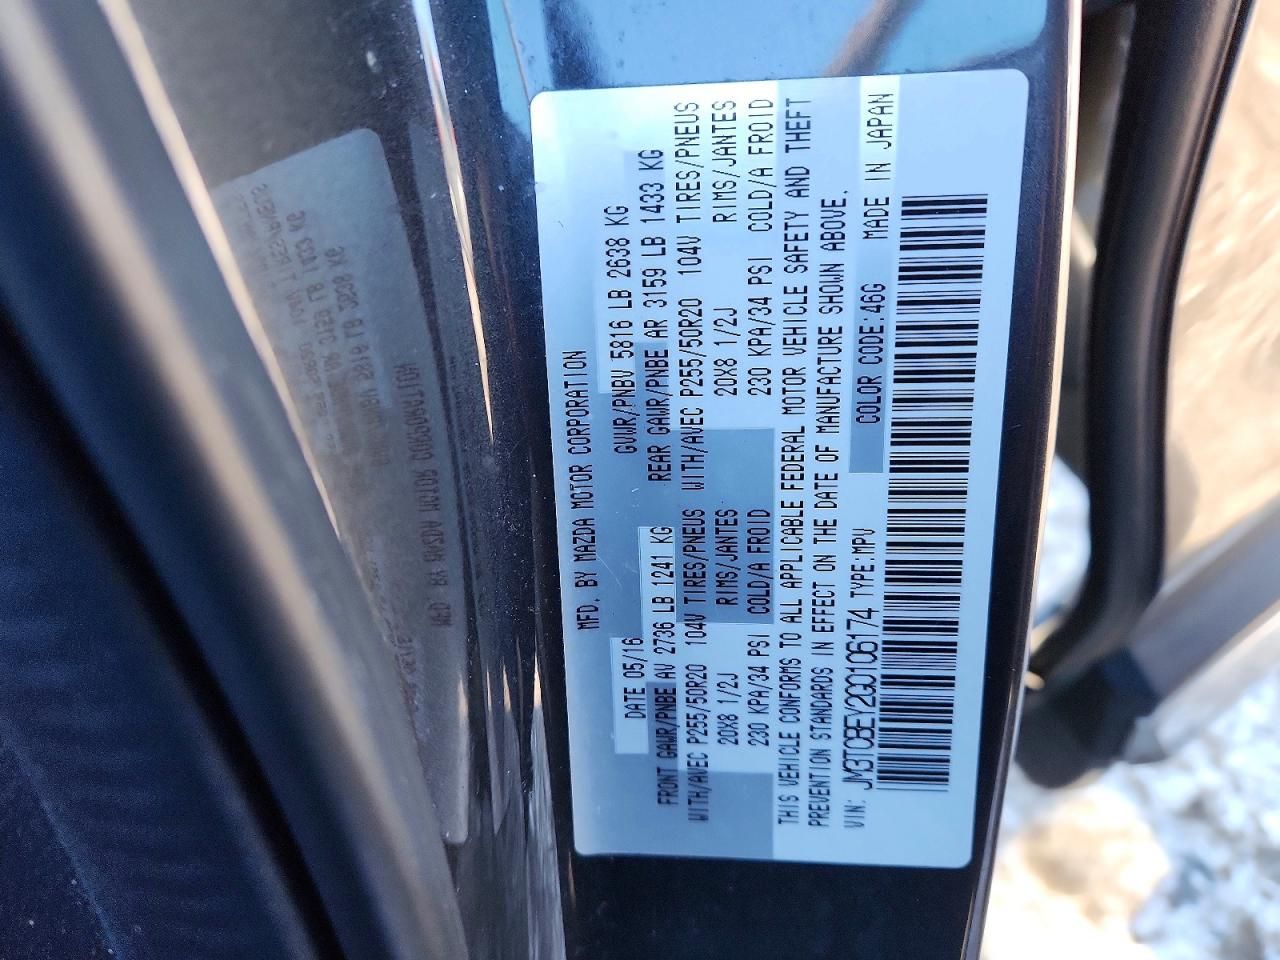 MFD. BY MAZDA MOTOR CORPORATION
DATE 05/16 GVWR/PNBV 5816 LB 2638 KG
FRONT GAWR/PNBE AV 2736 LB 1241 KG REAR GAWR/PNBE AR 3159 LB 1433 KG
WITH/AVEC P255/50R20 104V TIRES/PNEUS WITH/AVEC P255/50R20 104V TIRES/PNEUS
20X8 1/2J RIMS/JANTES 20X8 1/2J RIMS/JANTES
230 KPA/34 PSI COLD/A FROID 230 KPA/34 PSI COLD/A FROID
THIS VEHICLE CONFORMS TO ALL APPLICABLE FEDERAL MOTOR VEHICLE SAFETY AND THEFT
PREVENTION STANDARDS IN EFFECT ON THE DATE OF MANUFACTURE SHOWN ABOVE.
VIN: JM3TCBEY2G0106174 TYPE:MPV COLOR CODE:46G MADE IN JAPAN